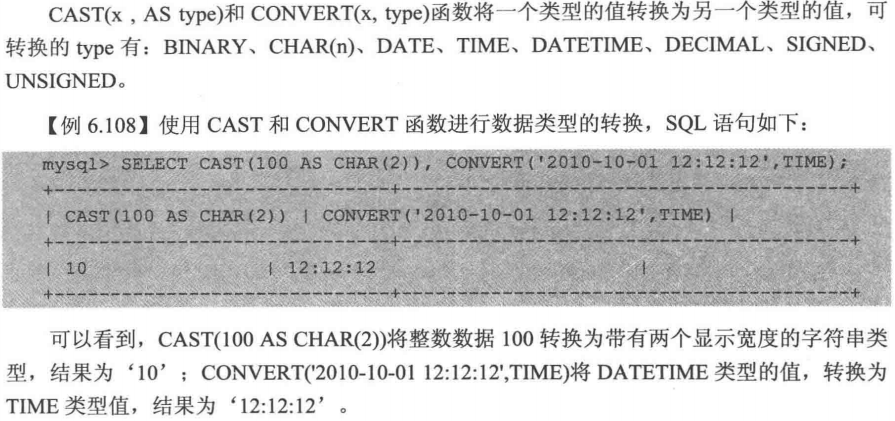 CAST(x , AS type)和 CONVERT(x, type)函数将一个类型的值转换为另一个类型的值，可
转换的 type 有：BINARY、CHAR(n)、DATE、TIME、DATETIME、DECIMAL、SIGNED、
UNSIGNED。
【例 6.108】使用 CAST 和 CONVERT 函数进行数据类型的转换，SQL 语句如下：
mysql> SELECT CAST(100 AS CHAR(2)), CONVERT('2010-10-01 12:12:12',TIME);
+----------------------+-------------------------------------+
| CAST(100 AS CHAR(2)) | CONVERT('2010-10-01 12:12:12',TIME) |
+----------------------+-------------------------------------+
| 10 | 12:12:12 |
+----------------------+-------------------------------------+
可以看到，CAST(100 AS CHAR(2))将整数数据 100 转换为带有两个显示宽度的字符串类
型，结果为‘10’；CONVERT('2010-10-01 12:12:12',TIME)将 DATETIME 类型的值，转换为
TIME 类型值，结果为‘12:12:12’。